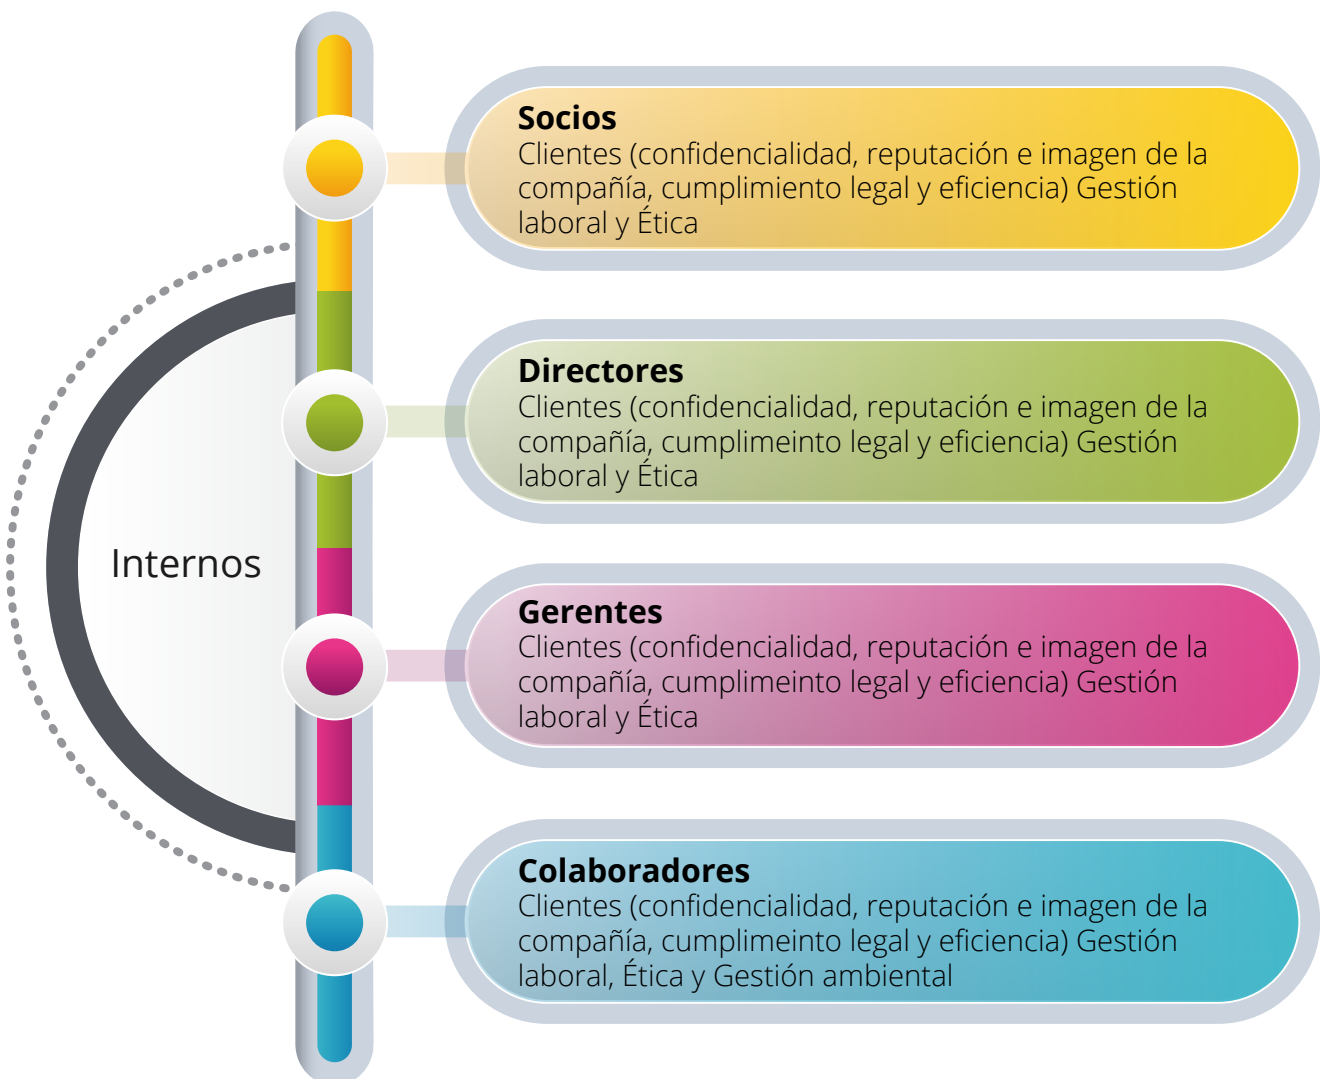 Socios
Clientes (confidencialidad, reputación e imagen de la
compañía, cumplimiento legal y eficiencia) Gestión
laboral y Ética
Directores
Clientes (confidencialidad, reputación e imagen de la
compañía, cumplimeinto legal y eficiencia) Gestión
laboral y Ética
Internos
Gerentes
Clientes (confidencialidad, reputación e imagen de la
compañía, cumplimeinto legal y eficiencia) Gestión
laboral y Ética
Colaboradores
Clientes (confidencialidad, reputación e imagen de la
compañía, cumplimeinto legal y eficiencia) Gestión
laboral, Ética y Gestión ambiental